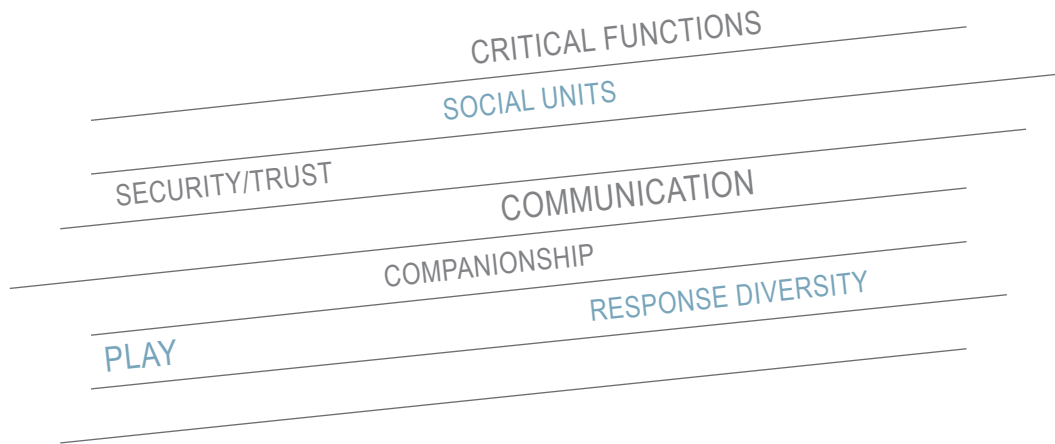 CRITICAL FUNCTIONS
SOCIAL UNITS
SECURITY/TRUST
COMMUNICATION
COMPANIONSHIP
RESPONSE DIVERSITY
PLAY